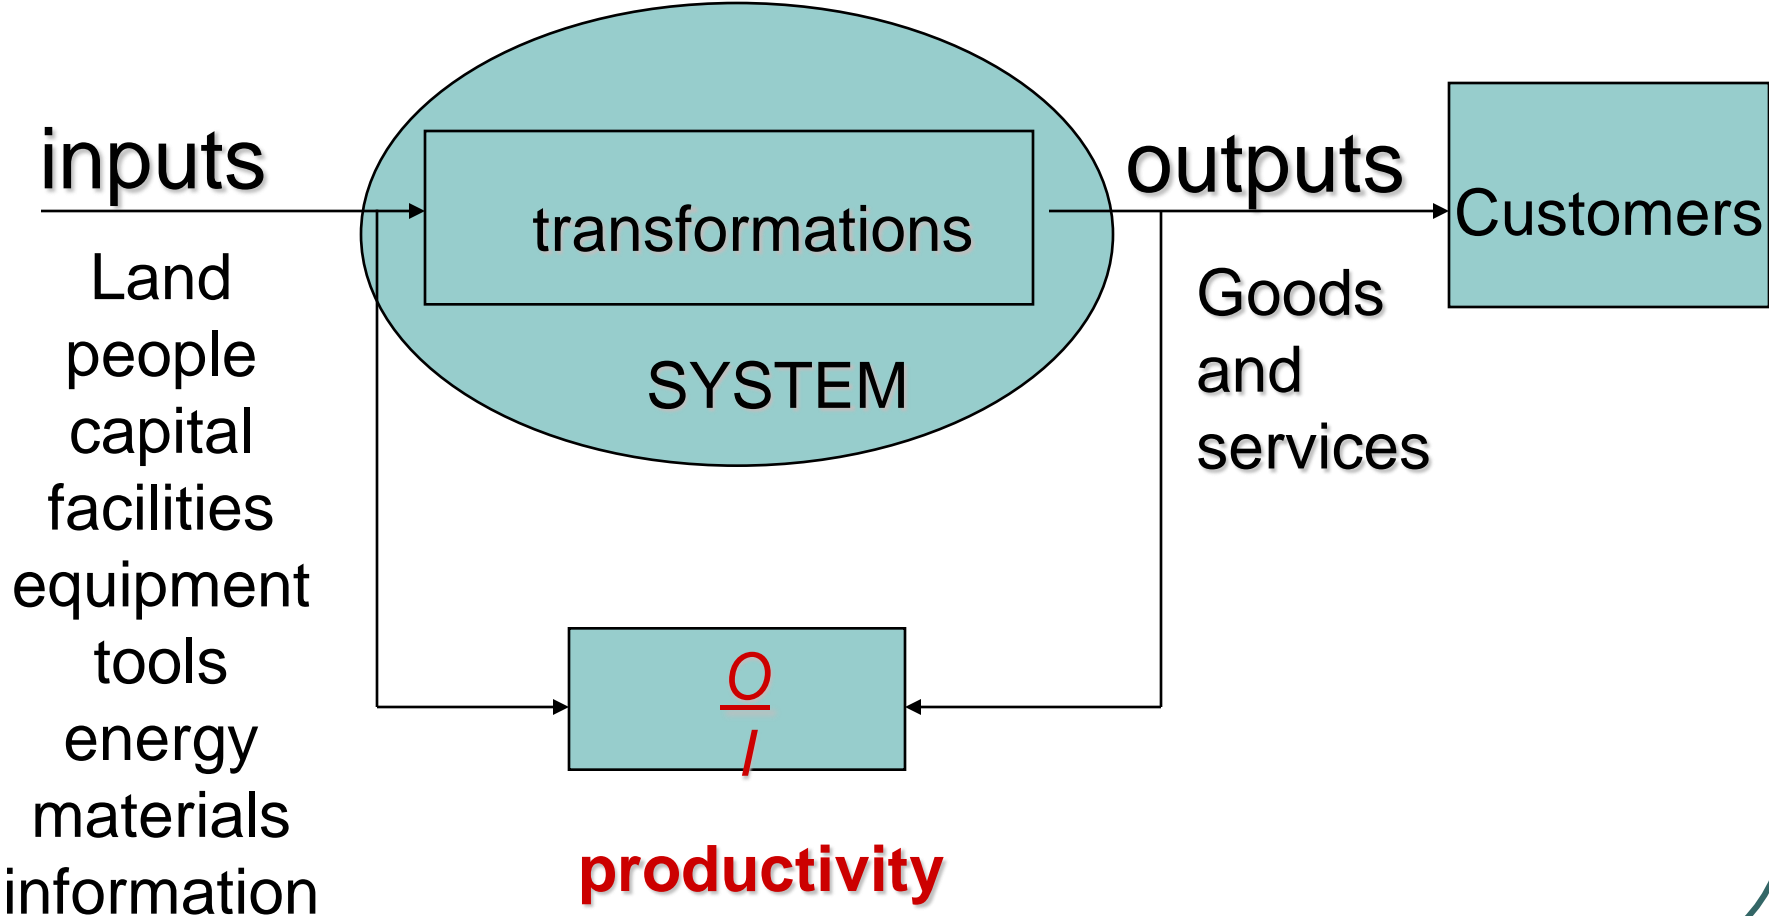 inputs
Land
people
capital
facilities
equipment
tools
energy
materials
information
transformations
SYSTEM
outputs
Goods
and
services
Customers
O
I
productivity